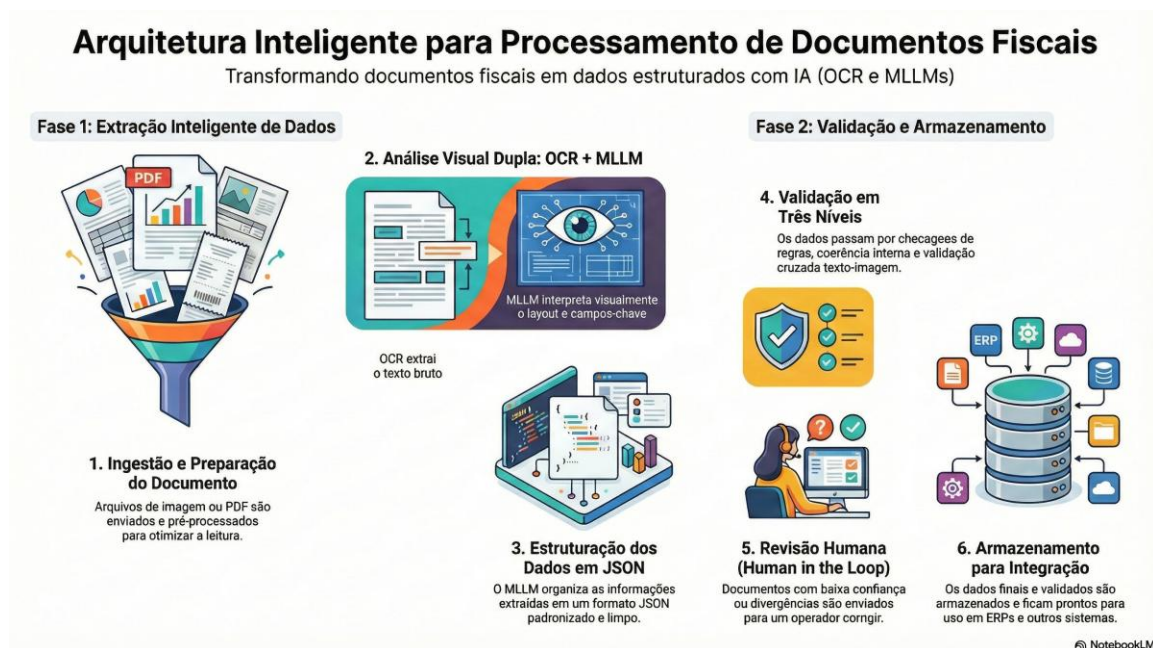 Arquitetura Inteligente para Processamento de Documentos Fiscais
Transformando documentos fiscais em dados estruturados com IA (OCR e MLLMs)
Fase 1: Extração Inteligente de Dados
PDF
1. Ingestão e Preparação
do Documento
Arquivos de imagem ou PDF são
enviados e pré-processados
para otimizar a leitura.
2. Análise Visual Dupla: OCR + MLLM
MLLM interpreta visualmente
o layout e campos-chave
OCR extrai
o texto bruto
3. Estruturação dos
Dados em JSON
O MLLM organiza as informações
extraídas em um formato JSON
padronizado e limpo.
Fase 2: Validação e Armazenamento
4. Validação em
Três Níveis
Os dados passam por checagees de
regras, coerência interna e validação
cruzada texto-imagem.
?
5. Revisão Humana
(Human in the Loop)
Documentos com baixa confiança
ou divergências são enviados
para um operador corngir.
ERP
6. Armazenamento
para Integração
Os dados finais e validados são
armazenados e ficam prontos para
uso em ERPs e outros sistemas.
NotebookLM